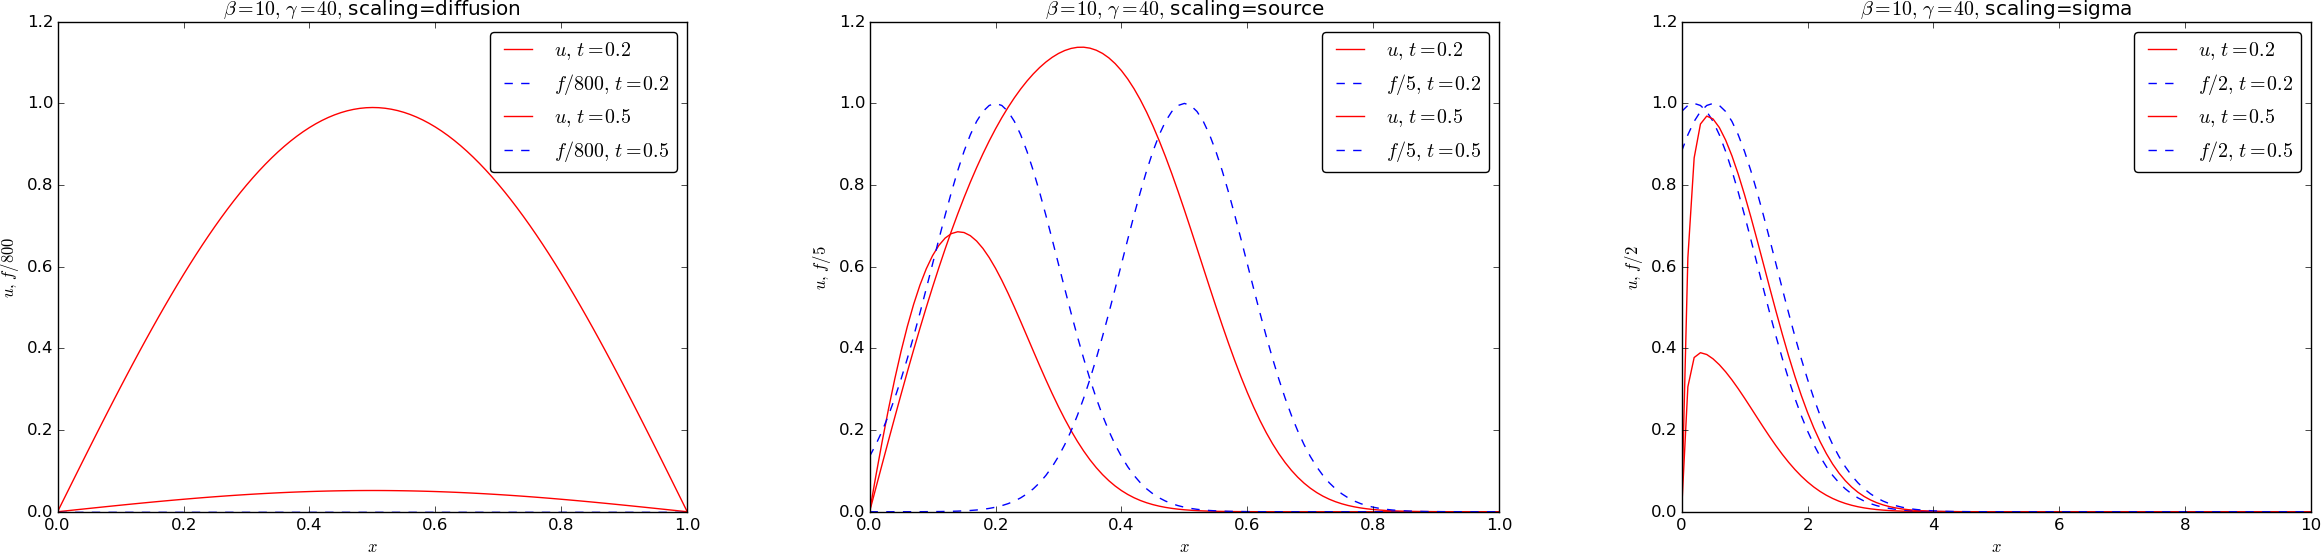 β=10, γ=40, scaling=diffusion
1.2
1.0
0.8
0.6
0.4
0.2
0.0
u, f/800
u, t=0.2
f/800, t=0.2
u, t=0.5
f/800, t=0.5
0.0 0.2 0.4 0.6 0.8 1.0
x
β=10, γ=40, scaling=source
1.2
1.0
0.8
0.6
0.4
0.2
0.0
u, f/5
u, t=0.2
f/5, t=0.2
u, t=0.5
f/5, t=0.5
0.0 0.2 0.4 0.6 0.8 1.0
x
β=10, γ=40, scaling=sigma
1.2
1.0
0.8
0.6
0.4
0.2
0.0
u, f/2
u, t=0.2
f/2, t=0.2
u, t=0.5
f/2, t=0.5
0 2 4 6 8 10
x